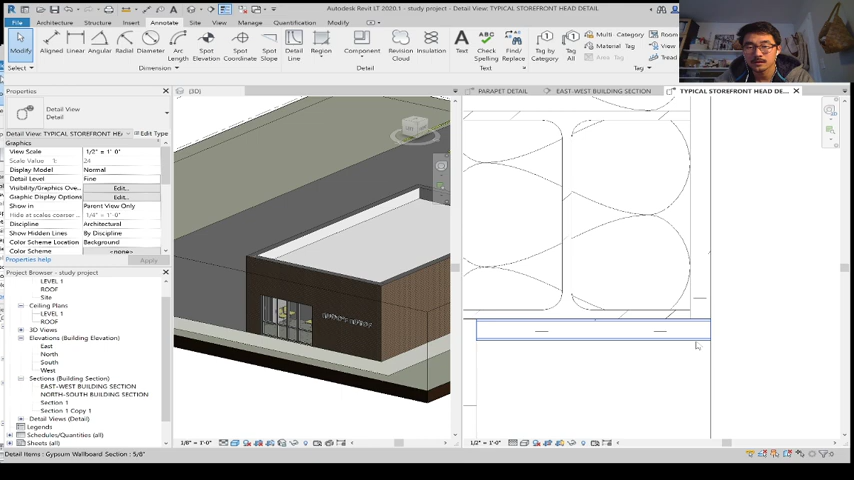 Autodesk Revit LT 2020.1 - study project - DETAIL VIEW: TYPICAL STOREFRONT HEAD DETAIL
File Architecture Structure Insert Annotate Analyze Massing & Site View Manage Quantification Modify
Modify Aligned Linear Angular Radial Diameter Arc Length Spot Elevation Spot Coordinate Spot Slope Detail Line Region Component Revision Cloud Insulation Text Check Spelling Find/ Replace Tag by Category All
Multi-Category
Material Tag
Area Tag
Room
View
Tread
Select Dimension Detail Text Tag
Properties
Detail View
Detail
Detail View: TYPICAL STOREFRONT HE Edit Type
Graphics
View Scale 1/2" = 1'-0"
Scale Value 1: 24
Display Model Normal
Detail Level Fine
Visibility/Graphics Ove... Edit...
Graphic Display Options Edit...
Show in Parent View Only
Hide at scales coarser ... 1/4" = 1'-0"
Discipline Architectural
Show Hidden Lines By Discipline
Color Scheme Location Background
Color Scheme <none>
Properties help Apply
Project Browser - study project
LEVEL 1
ROOF
Site
Ceiling Plans
LEVEL 1
ROOF
3D Views
Elevations (Building Elevation)
East
North
South
West
Sections (Building Section)
EAST-WEST BUILDING SECTION
NORTH-SOUTH BUILDING SECTION
Section 1
Section 1 Copy 1
Detail Views (Detail)
Legends
Schedules/Quantities (all)
Sheets (all)
{3D}
PARAPET DETAIL
EAST-WEST BUILDING SECTION
TYPICAL STOREFRONT HEAD DE...
1/8" = 1'-0"
1/2" = 1'-0"
Detail Items : Gypsum Wallboard Section : 5/8"